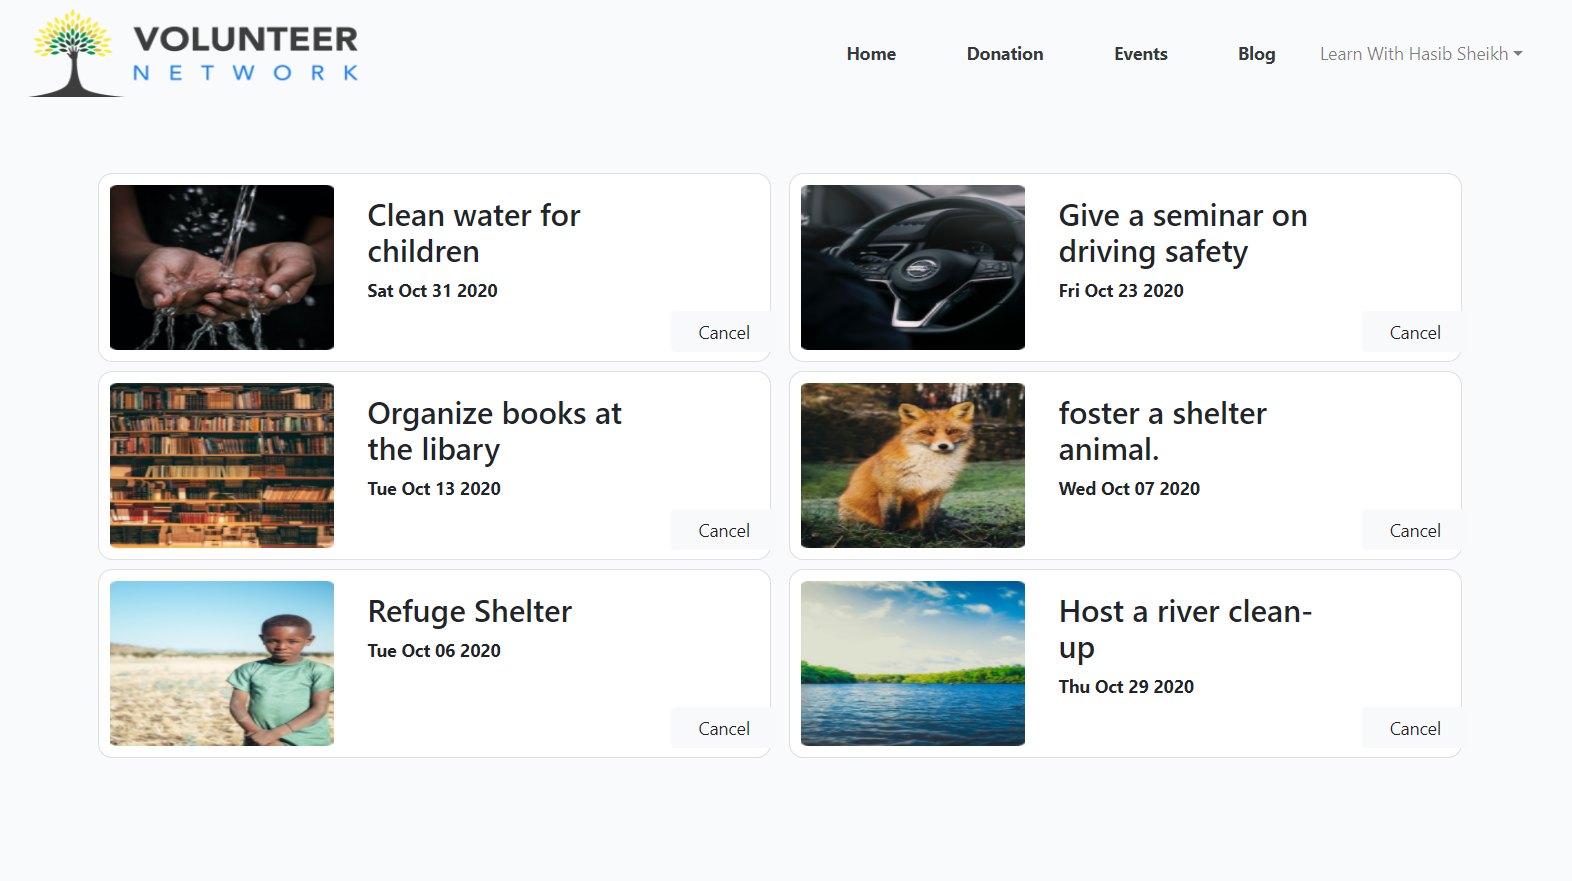 VOLUNTEER
NETWORK
Home Donation Events Blog Learn With Hasib Sheikh
Clean water for
children
Sat Oct 31 2020
Cancel
Give a seminar on
driving safety
Fri Oct 23 2020
Cancel
Organize books at
the libary
Tue Oct 13 2020
Cancel
foster a shelter
animal.
Wed Oct 07 2020
Cancel
Refuge Shelter
Tue Oct 06 2020
Cancel
Host a river clean-
up
Thu Oct 29 2020
Cancel